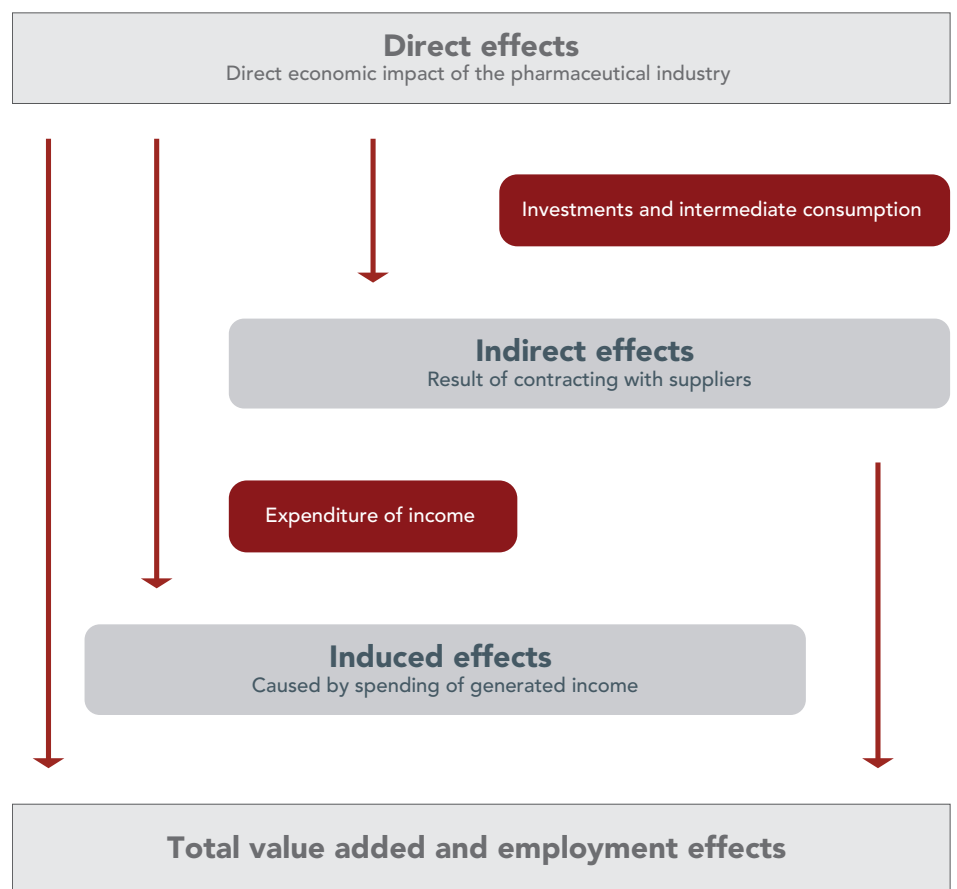 Direct effects
Direct economic impact of the pharmaceutical industry
Investments and intermediate consumption
Indirect effects
Result of contracting with suppliers
Expenditure of income
Induced effects
Caused by spending of generated income
Total value added and employment effects